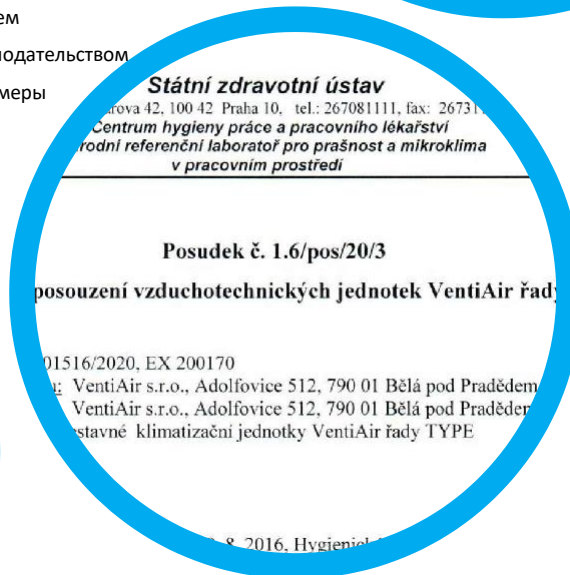 ем
одательством
меры
Státní zdravotní ústav
rova 42, 100 42 Praha 10, tel.: 267081111, fax: 2673
Centrum hygieny práce a pracovního lékařství
rodní referenční laboratoř pro prašnost a mikroklima
v pracovním prostředí
Posudek č. 1.6/pos/20/3
posouzení vzduchotechnických jednotek VentiAir řady
01516/2020, EX 200170
VentiAir s.r.o., Adolfovice 512, 790 01 Bělá pod Pradědem
VentiAir s.r.o., Adolfovice 512, 790 01 Bělá pod Praděder
stavné klimatizační jednotky VentiAir řady TYPE
8. 2016, Hygienick